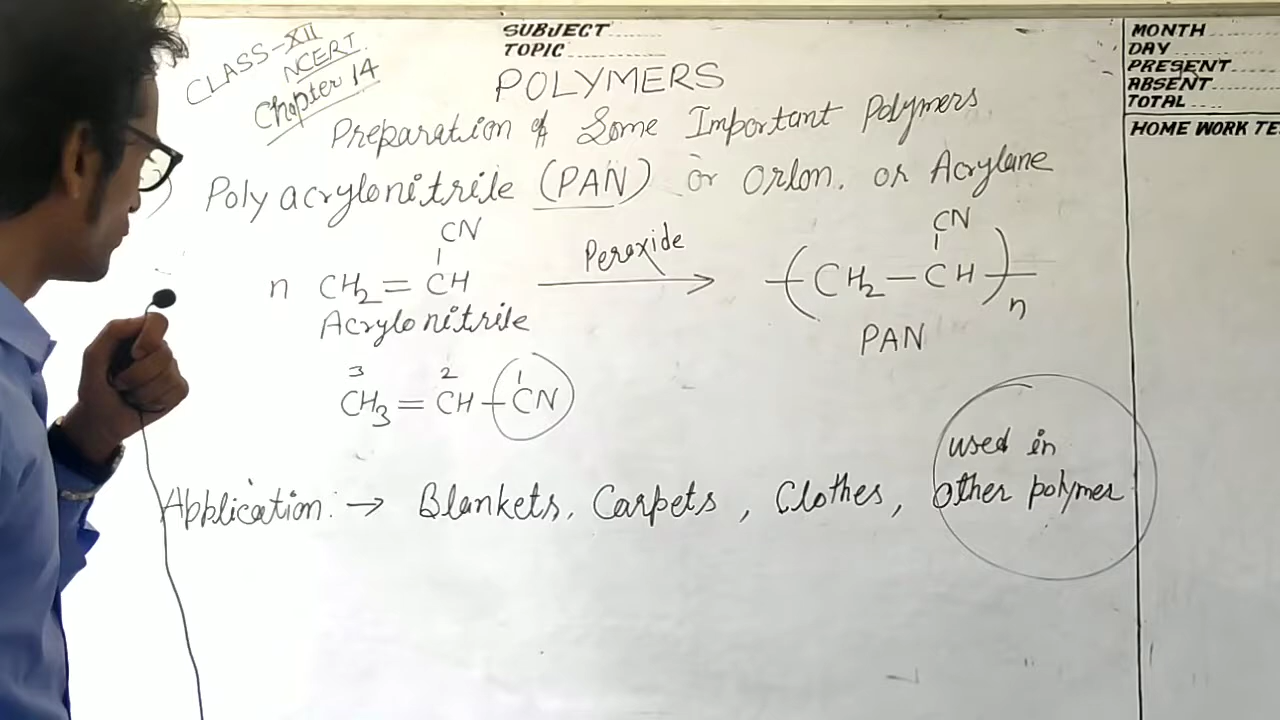 CLASS-XII
NCERT.
Chapter 14
SUBJECT
TOPIC
POLYMERS
Preparation of Some Important Polymers
) Polyacrylonitrile (PAN) or Orlon. or Acrylane
CN
n CH2 = CH
Acrylonitrile
Peroxide
CN
-( CH2 - CH )-n
PAN
3 2 1
CH3 = CH - CN
used in
Application: → Blankets, Carpets, Clothes, other polymer
MONTH
DAY
PRESENT
ABSENT
TOTAL
HOME WORK TE